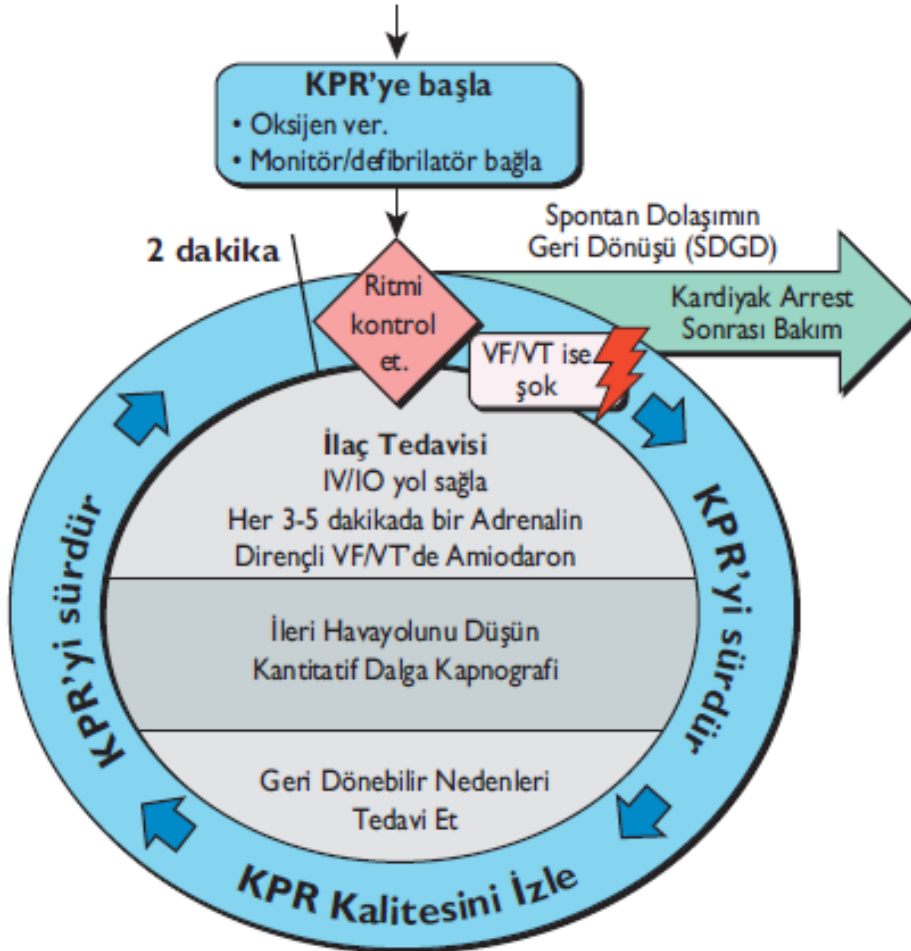 KPR'ye başla
• Oksijen ver.
• Monitör/defibrilatör bağla
2 dakika
Spontan Dolaşımın
Geri Dönüşü (SDGD)
Ritmi
kontrol
et.
Kardiyak Arrest
Sonrası Bakım
VF/VT ise.
şok
İlaç Tedavisi
IV/IO yol sağla
Her 3-5 dakikada bir Adrenalin
Dirençli VF/VT'de Amiodaron
KPR'yi sürdür
KPR'yi sürdür
İleri Havayolunu Düşün
Kantitatif Dalga Kapnografi
Geri Dönebilir Nedenleri
Tedavi Et
KPR Kalitesini İzle